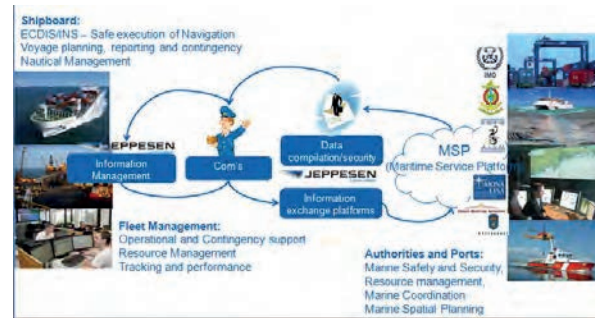 Shipboard:
ECDIS/INS – Safe execution of Navigation
Voyage planning, reporting and contingency
Nautical Management
EPPESEN
Information
Management
Com's
Data
compilation/security
JEPPESEN
Information
exchange platforms
IMO
MSP
(Maritime Service Platform
Fleet Management:
Operational and Contingency support
Resource Management
Tracking and performance
Authorities and Ports:
Marine Safety and Security,
Resource management,
Marine Coordination
Marine Spatial Planning